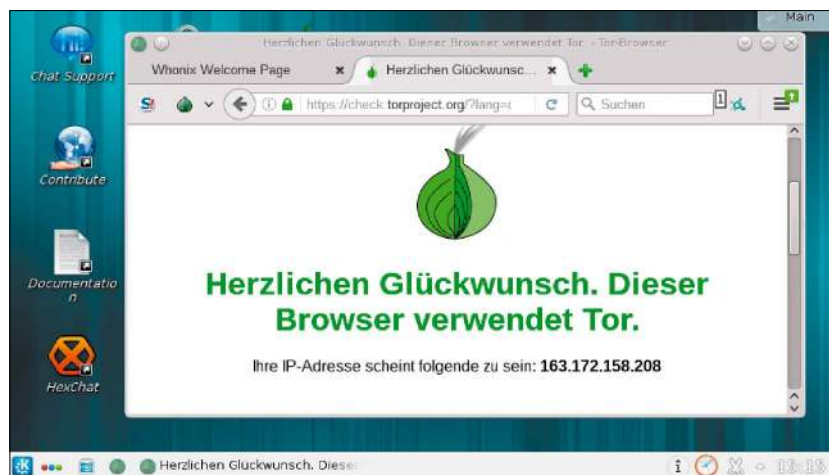 Main
Chat Support
Contribute
Documentatio
n
HexChat
Herzlichen Glückwunsch. Dieser Browser verwendet Tor. - Tor-Browser
Whonix Welcome Page
Herzlichen Glückwunsc...
https://check.torproject.org/?lang=
Suchen
1
Herzlichen Glückwunsch. Dieser
Browser verwendet Tor.
Ihre IP-Adresse scheint folgende zu sein: 163.172.158.208
Herzlichen Glückwunsch. Diese